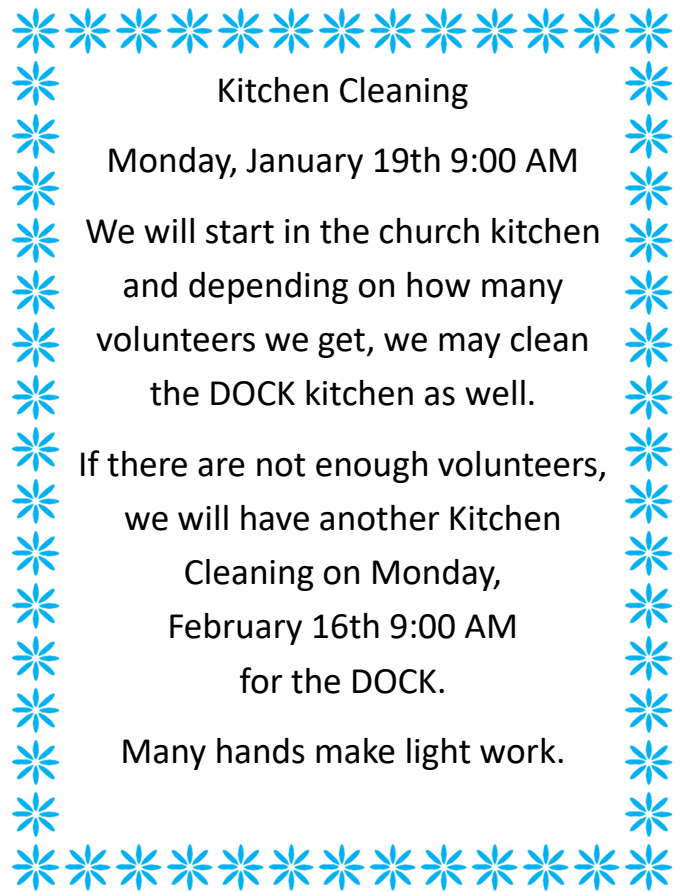 Kitchen Cleaning
Monday, January 19th 9:00 AM
We will start in the church kitchen
and depending on how many
volunteers we get, we may clean
the DOCK kitchen as well.
If there are not enough volunteers,
we will have another Kitchen
Cleaning on Monday,
February 16th 9:00 AM
for the DOCK.
Many hands make light work.